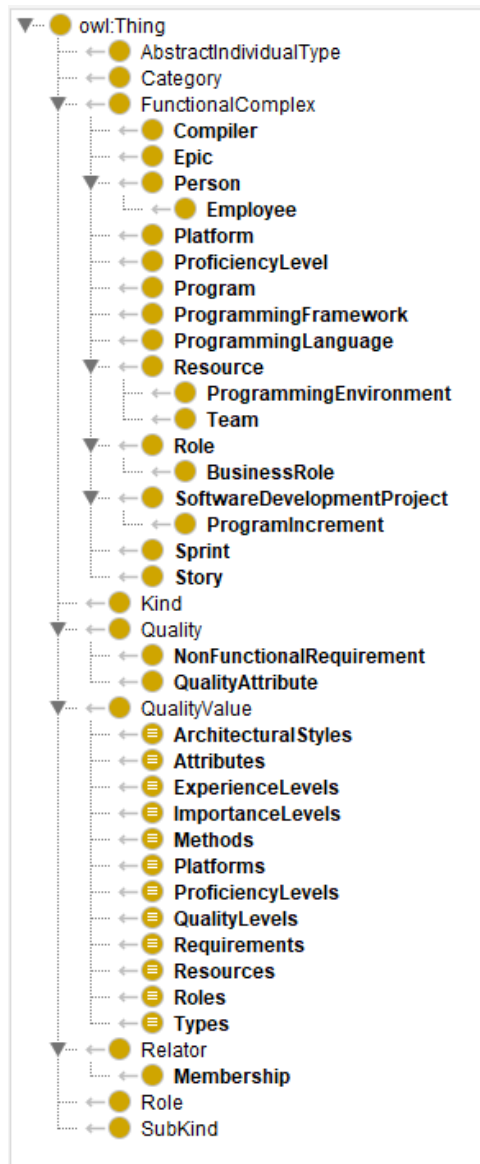 owl:Thing
AbstractIndividualType
Category
FunctionalComplex
Compiler
Epic
Person
Employee
Platform
ProficiencyLevel
Program
ProgrammingFramework
ProgrammingLanguage
Resource
ProgrammingEnvironment
Team
Role
BusinessRole
SoftwareDevelopmentProject
ProgramIncrement
Sprint
Story
Kind
Quality
NonFunctionalRequirement
QualityAttribute
QualityValue
ArchitecturalStyles
Attributes
ExperienceLevels
ImportanceLevels
Methods
Platforms
ProficiencyLevels
QualityLevels
Requirements
Resources
Roles
Types
Relator
Membership
Role
SubKind